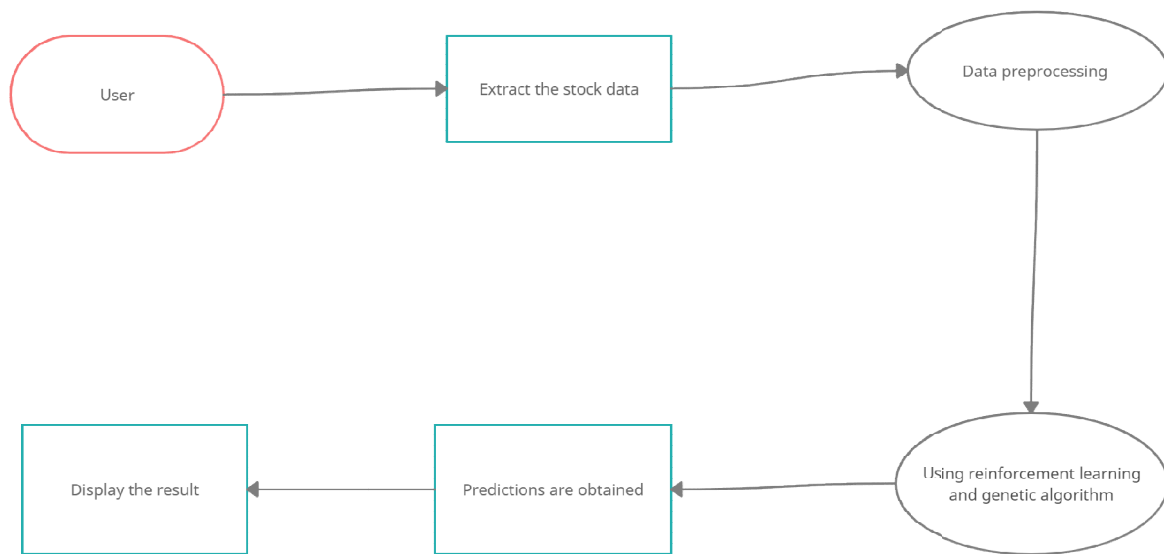 User
Extract the stock data
Data preprocessing
Using reinforcement learning
and genetic algorithm
Predictions are obtained
Display the result